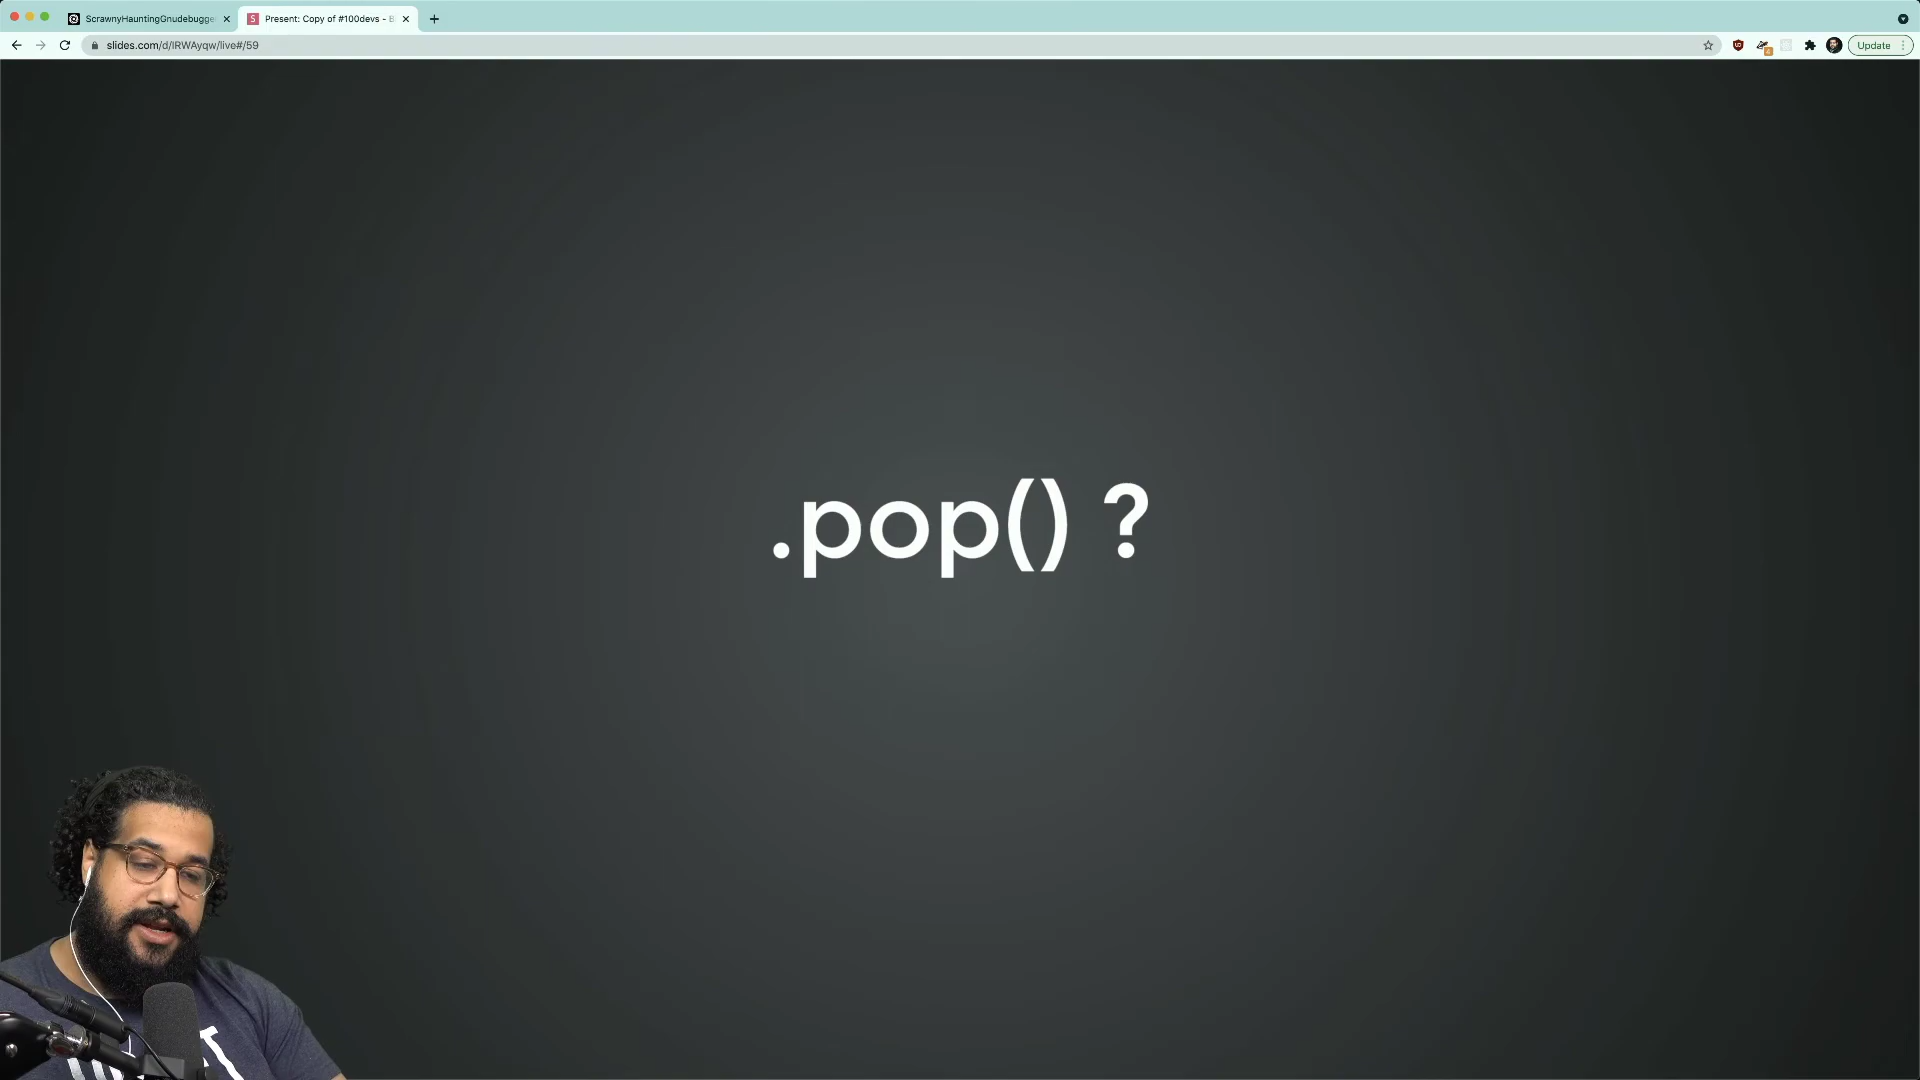 ScrawnyHauntingGnudebugge
S
Present: Copy of #100devs - B
slides.com/d/lRWAyqw/live#/59
Update
.pop() ?